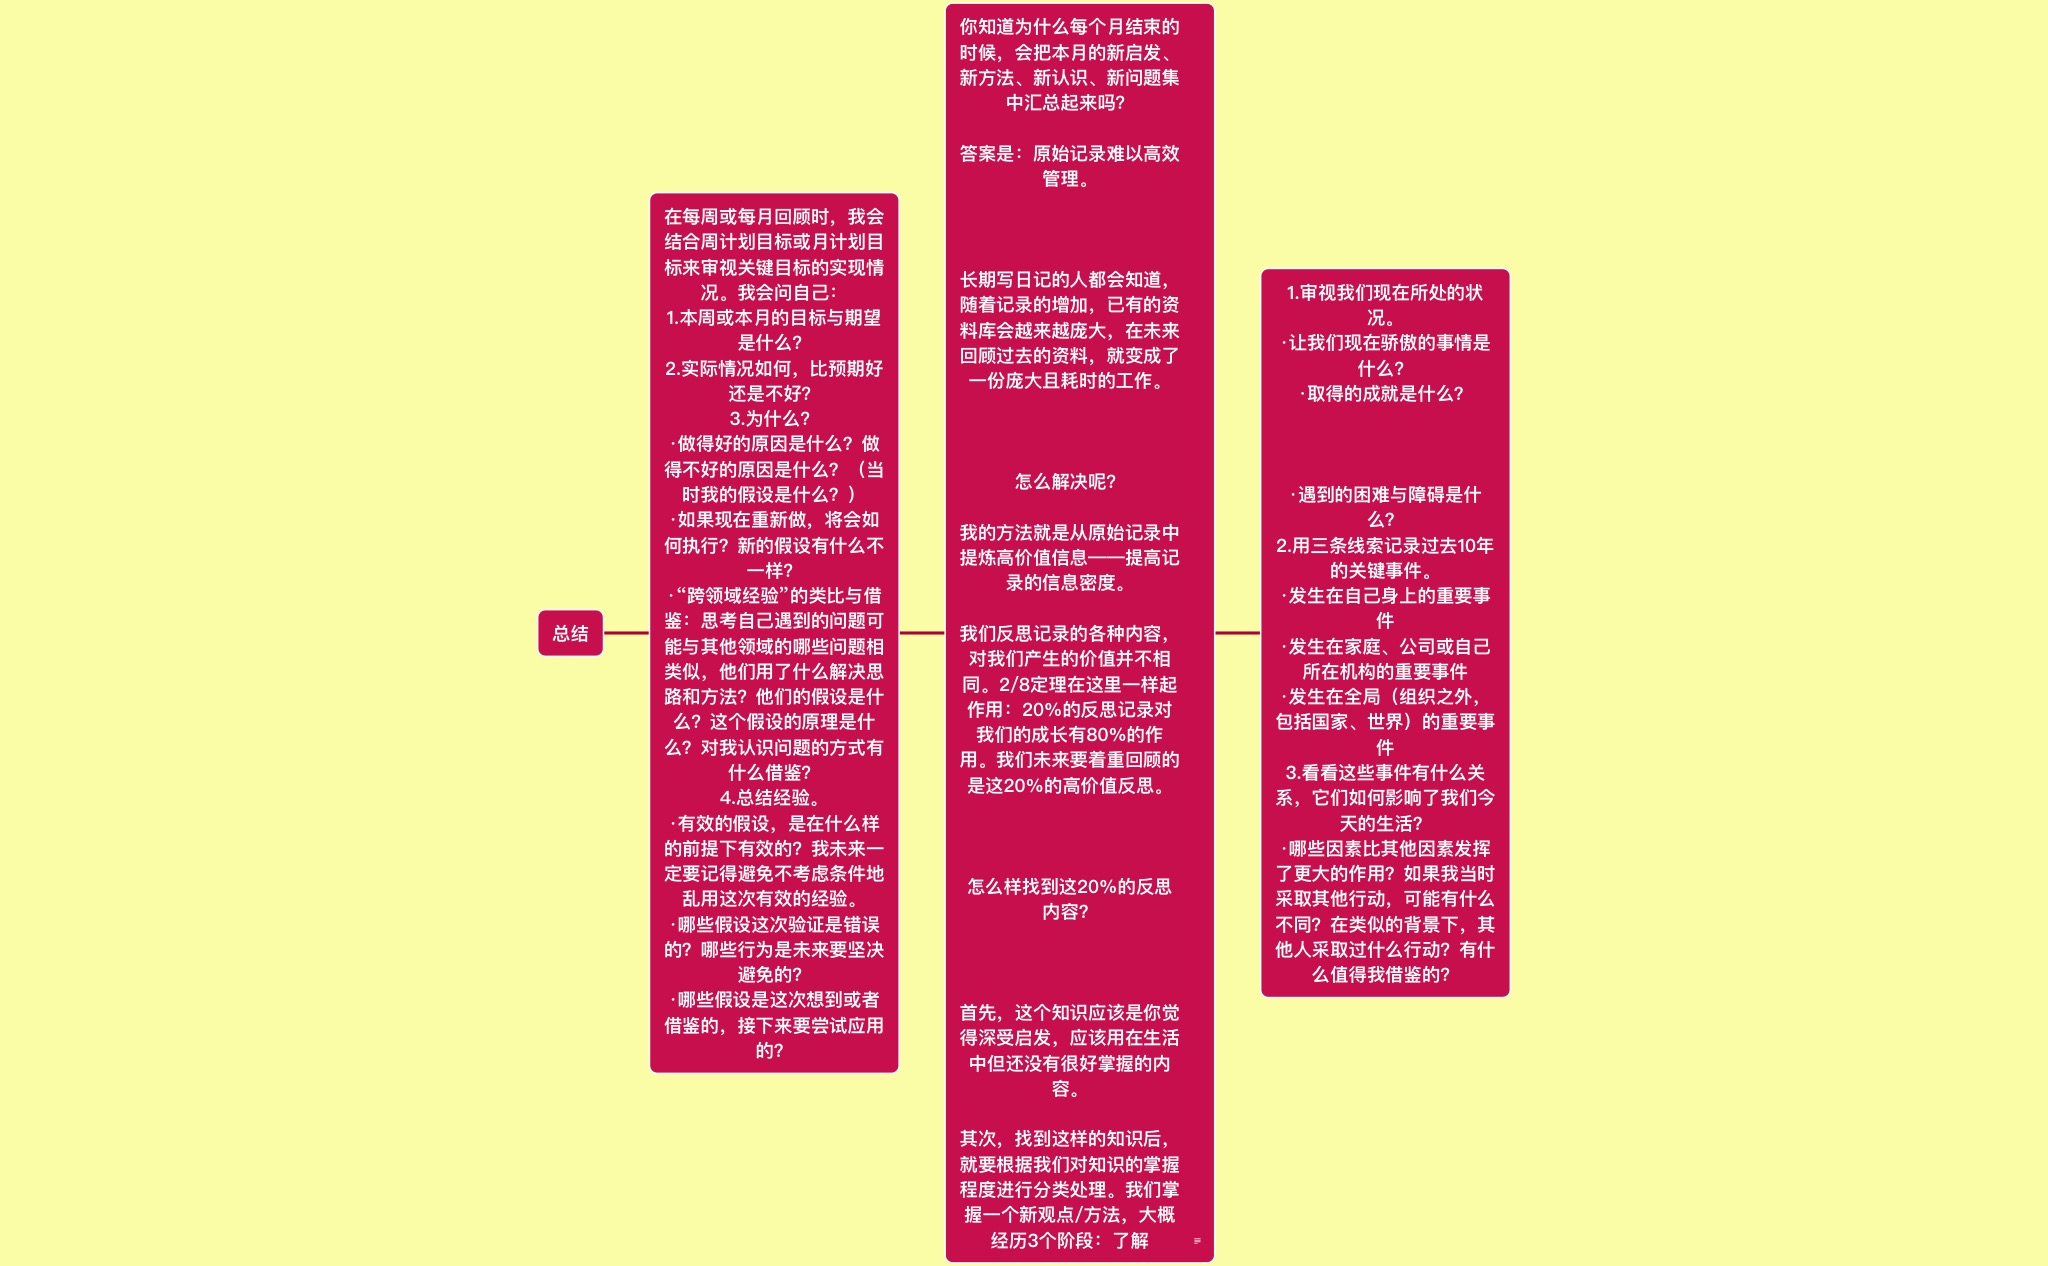 总结
在每周或每月回顾时，我会
结合周计划目标或月计划目
标来审视关键目标的实现情
况。我会问自己：
1.本周或本月的目标与期望
是什么？
2.实际情况如何，比预期好
还是不好？
3.为什么？
·做得好的原因是什么？做
得不好的原因是什么？（当
时我的假设是什么？）
·如果现在重新做，将会如
何执行？新的假设有什么不
一样？
·“跨领域经验”的类比与借
鉴：思考自己遇到的问题可
能与其他领域的哪些问题相
类似，他们用了什么解决思
路和方法？他们的假设是什
么？这个假设的原理是什
么？对我认识问题的方式有
什么借鉴？
4.总结经验。
·有效的假设，是在什么样
的前提下有效的？我未来一
定要记得避免不考虑条件地
乱用这次有效的经验。
·哪些假设这次验证是错误
的？哪些行为是未来要坚决
避免的？
·哪些假设是这次想到或者
借鉴的，接下来要尝试应用
的？
你知道为什么每个月结束的
时候，会把本月的新启发、
新方法、新认识、新问题集
中汇总起来吗？
答案是：原始记录难以高效
管理。
长期写日记的人都会知道，
随着记录的增加，已有的资
料库会越来越庞大，在未来
回顾过去的资料，就变成了
一份庞大且耗时的工作。
怎么解决呢？
我的方法就是从原始记录中
提炼高价值信息——提高记
录的信息密度。
我们反思记录的各种内容，
对我们产生的价值并不相
同。2/8定理在这里一样起
作用：20%的反思记录对
我们的成长有80%的作
用。我们未来要着重回顾的
是这20%的高价值反思。
怎么样找到这20%的反思
内容？
首先，这个知识应该是你觉
得深受启发，应该用在生活
中但还没有很好掌握的内
容。
其次，找到这样的知识后，
就要根据我们对知识的掌握
程度进行分类处理。我们掌
握一个新观点/方法，大概
经历3个阶段：了解
1.审视我们现在所处的状
况。
·让我们现在骄傲的事情是
什么？
·取得的成就是什么？
·遇到的困难与障碍是什
么？
2.用三条线索记录过去10年
的关键事件。
·发生在自己身上的重要事
件
·发生在家庭、公司或自己
所在机构的重要事件
·发生在全局（组织之外，
包括国家、世界）的重要事
件
3.看看这些事件有什么关
系，它们如何影响了我们今
天的生活？
·哪些因素比其他因素发挥
了更大的作用？如果我当时
采取其他行动，可能有什么
不同？在类似的背景下，其
他人采取过什么行动？有什
么值得我借鉴的？